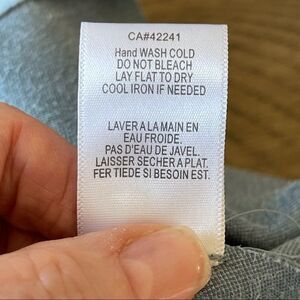 CA#42241
Hand WASH COLD
DO NOT BLEACH
LAY FLAT TO DRY
COOL IRON IF NEEDED
LAVER A LA MAIN EN
EAU FROIDE.
PAS D'EAU DE JAVEL.
LAISSER SECHER A PLAT.
FER TIEDE SI BESOIN EST.